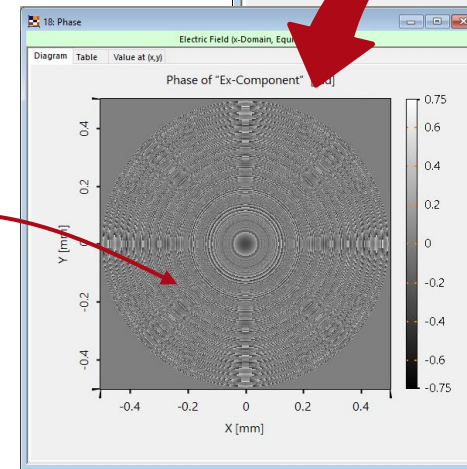 18: Phase
Electric Field (x-Domain,
Diagram Table Value at (x,y)
Phase of "Ex-Component"
0.75
0.6
0.4
0.2
0
-0.2
-0.4
-0.6
-0.75
Y [mm]
0.4
0.2
0
-0.2
-0.4
-0.4 -0.2 0 0.2 0.4
X [mm]